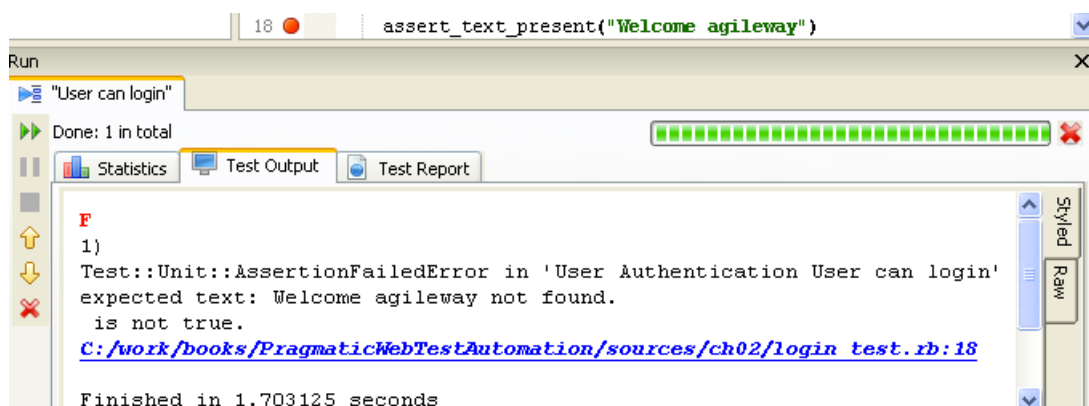 18 assert_text_present("Welcome agileway")
Run
"User can login"
Done: 1 in total
Statistics Test Output Test Report
F
1)
Test::Unit::AssertionFailedError in 'User Authentication User can login'
expected text: Welcome agileway not found.
is not true.
C:/work/books/PragmaticWebTestAutomation/sources/ch02/login_test.rb:18
Finished in 1.703125 seconds
Styled
Raw